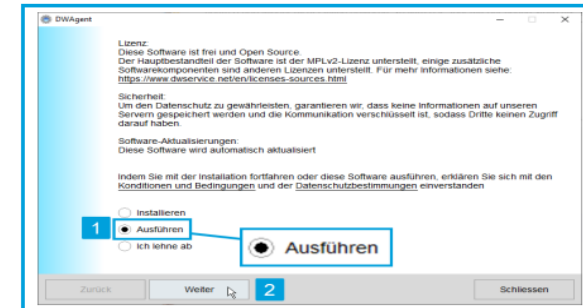 DWAgent
Lizenz:
Diese Software ist frei und Open Source.
Der Hauptbestandteil der Software ist der MPLv2-Lizenz unterstellt, einige zusätzliche
Softwarekomponenten sind anderen Lizenzen unterstellt. Für mehr Informationen siehe:
https://www.dwservice.net/en/licenses-sources.html
Sicherheit:
Um den Datenschutz zu gewährleisten, garantieren wir, dass keine Informationen auf unseren
Servern gespeichert werden und die Kommunikation verschlüsselt ist, sodass Dritte keinen Zugriff
darauf haben.
Software-Aktualisierungen:
Diese Software wird automatisch aktualisiert
Indem Sie mit der Installation fortfahren oder diese Software ausführen, erklären Sie sich mit den
Konditionen und Bedingungen und der Datenschutzbestimmungen einverstanden
Installieren
1 Ausführen
Ich lehne ab
Ausführen
Zurück Weiter 2 Schliessen